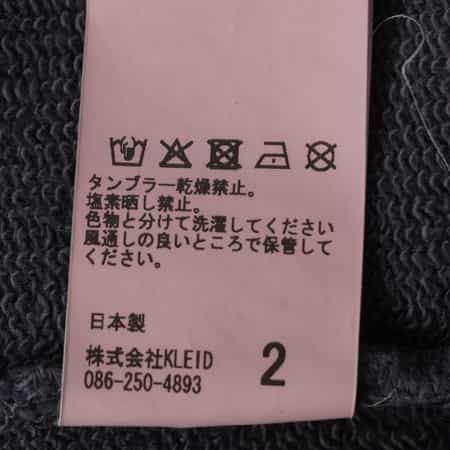 タンブラー乾燥禁止。
塩素晒し禁止。
色物と分けて洗濯してください
風通しの良いところで保管して
ください。
日本製
株式会社KLEID
086-250-4893
2